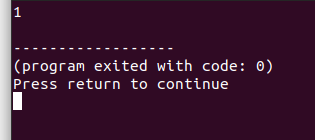 1
------------------
(program exited with code: 0)
Press return to continue